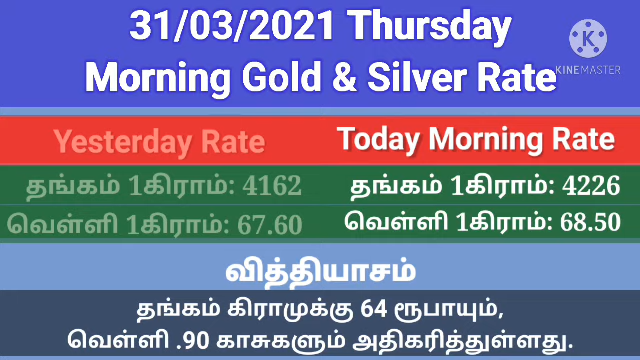 31/03/2021 Thursday
Morning Gold & Silver Rate
KINEMASTER
Yesterday Rate
Today Morning Rate
தங்கம் 1கிராம்: 4162
தங்கம் 1கிராம்: 4226
வெள்ளி 1கிராம்: 67.60
வெள்ளி 1கிராம்: 68.50
வித்தியாசம்
தங்கம் கிராமுக்கு 64 ரூபாயும்,
வெள்ளி .90 காசுகளும் அதிகரித்துள்ளது.